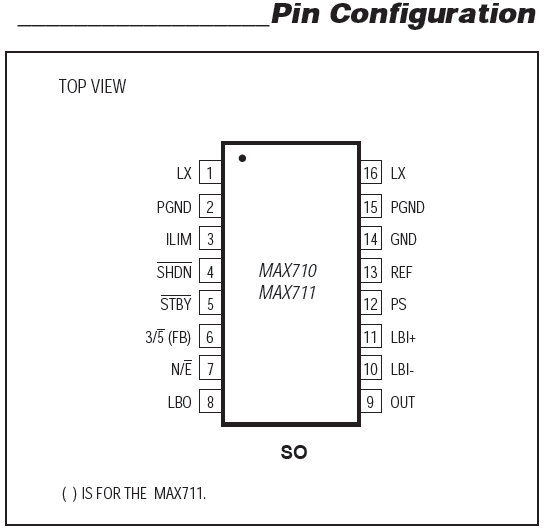 Pin Configuration
TOP VIEW
LX 1
16 LX
PGND 2
15 PGND
ILIM 3
14 GND
S̅H̅D̅N̅ 4
13 REF
S̅T̅B̅Y̅ 5
12 PS
3/5̅ (FB) 6
11 LBI+
N/E̅ 7
10 LBI-
LBO 8
9 OUT
MAX710
MAX711
SO
( ) IS FOR THE MAX711.